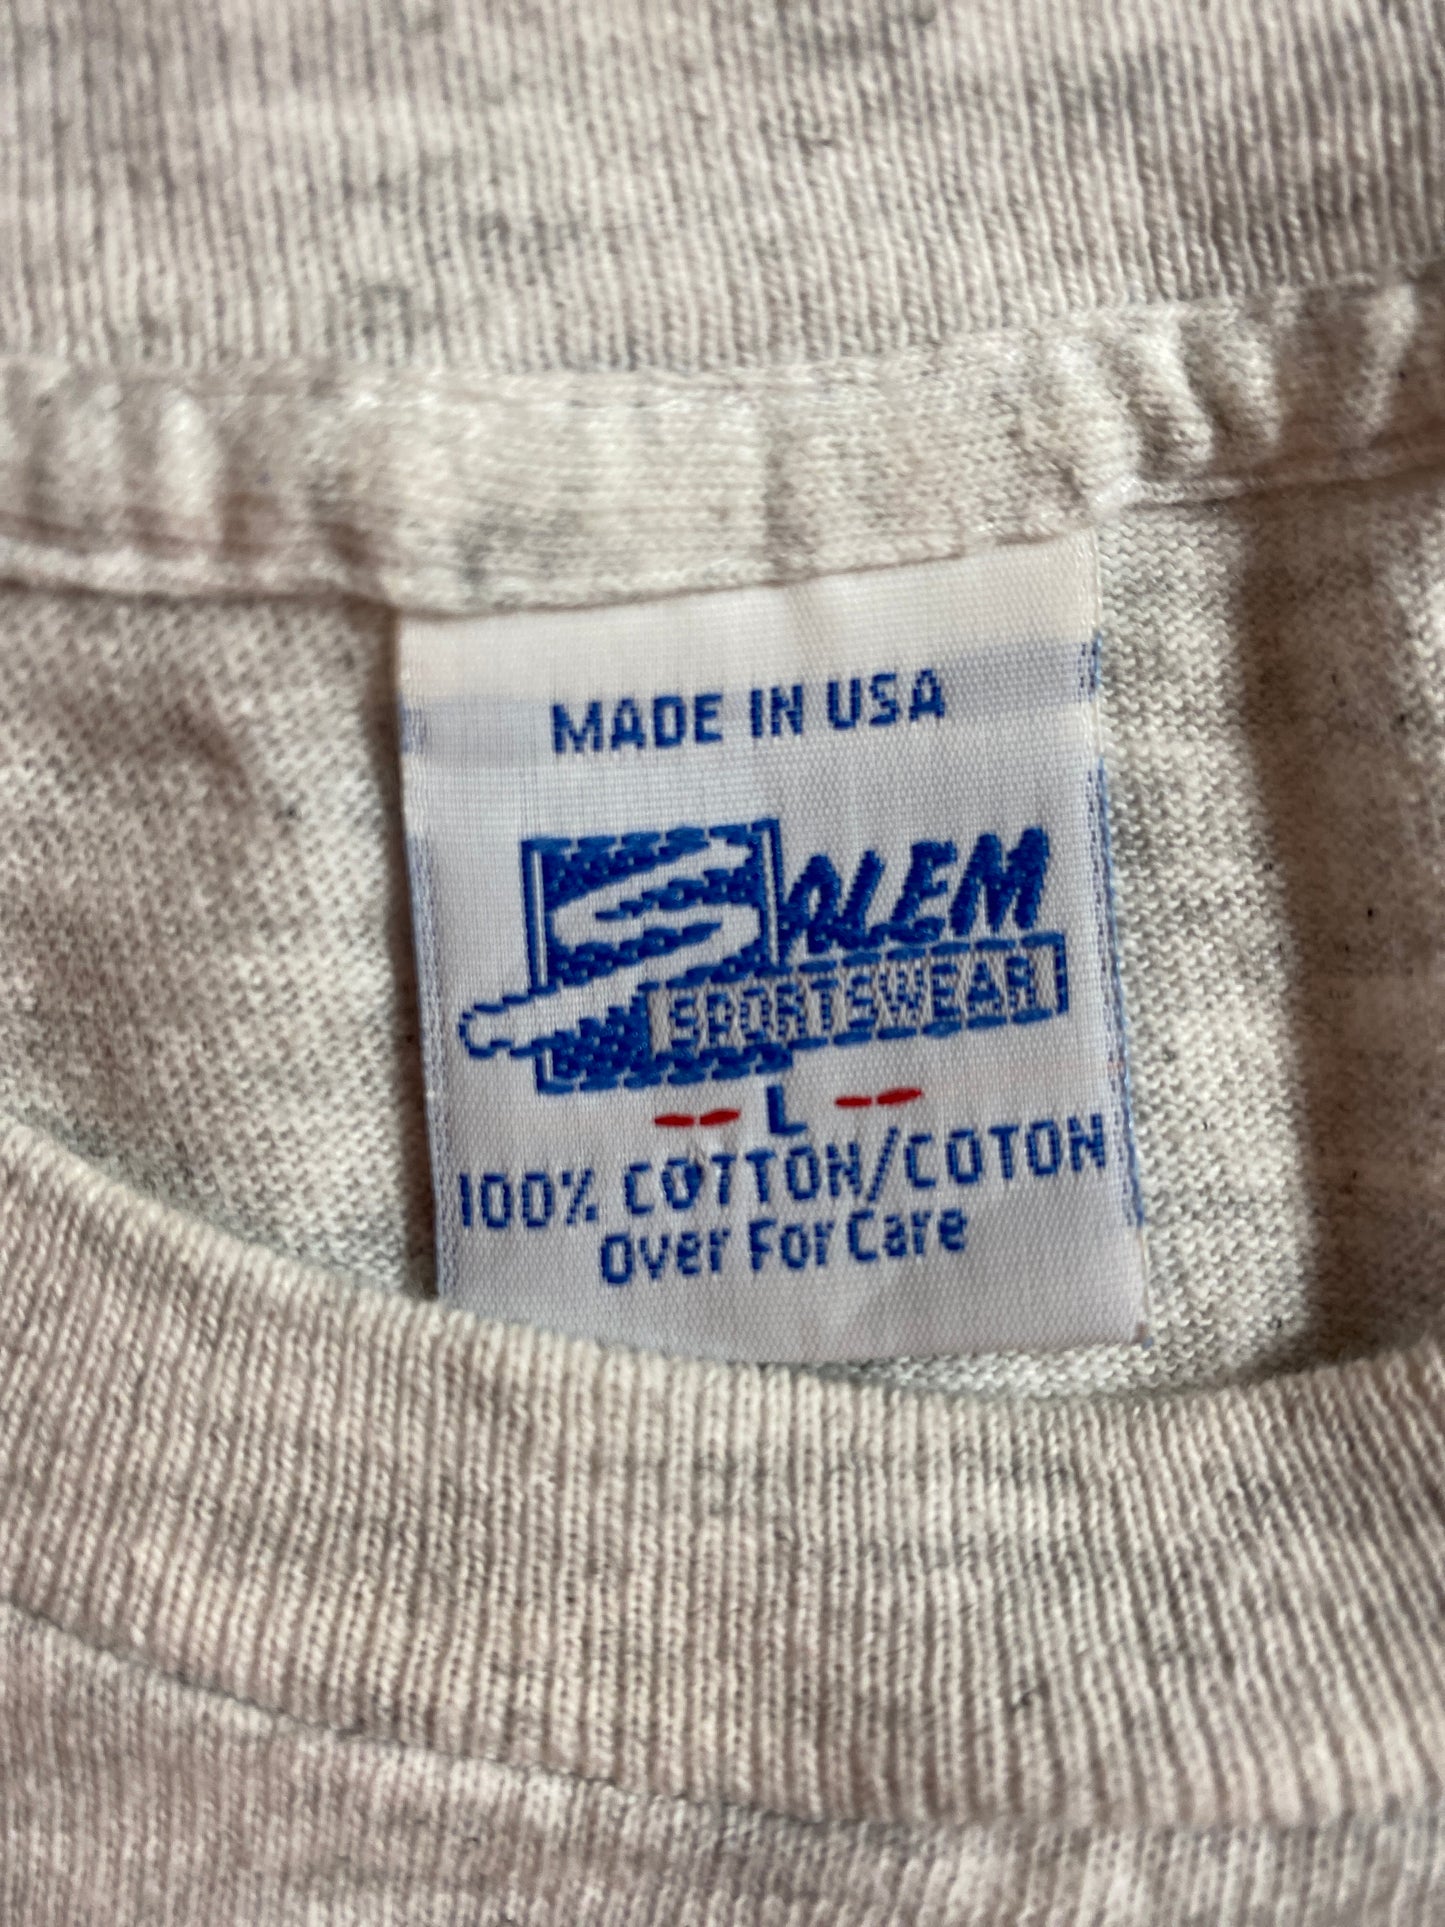 MADE IN USA
SALEM
SPORTSWEAR
-- L --
100% COTTON/COTON
Over For Care